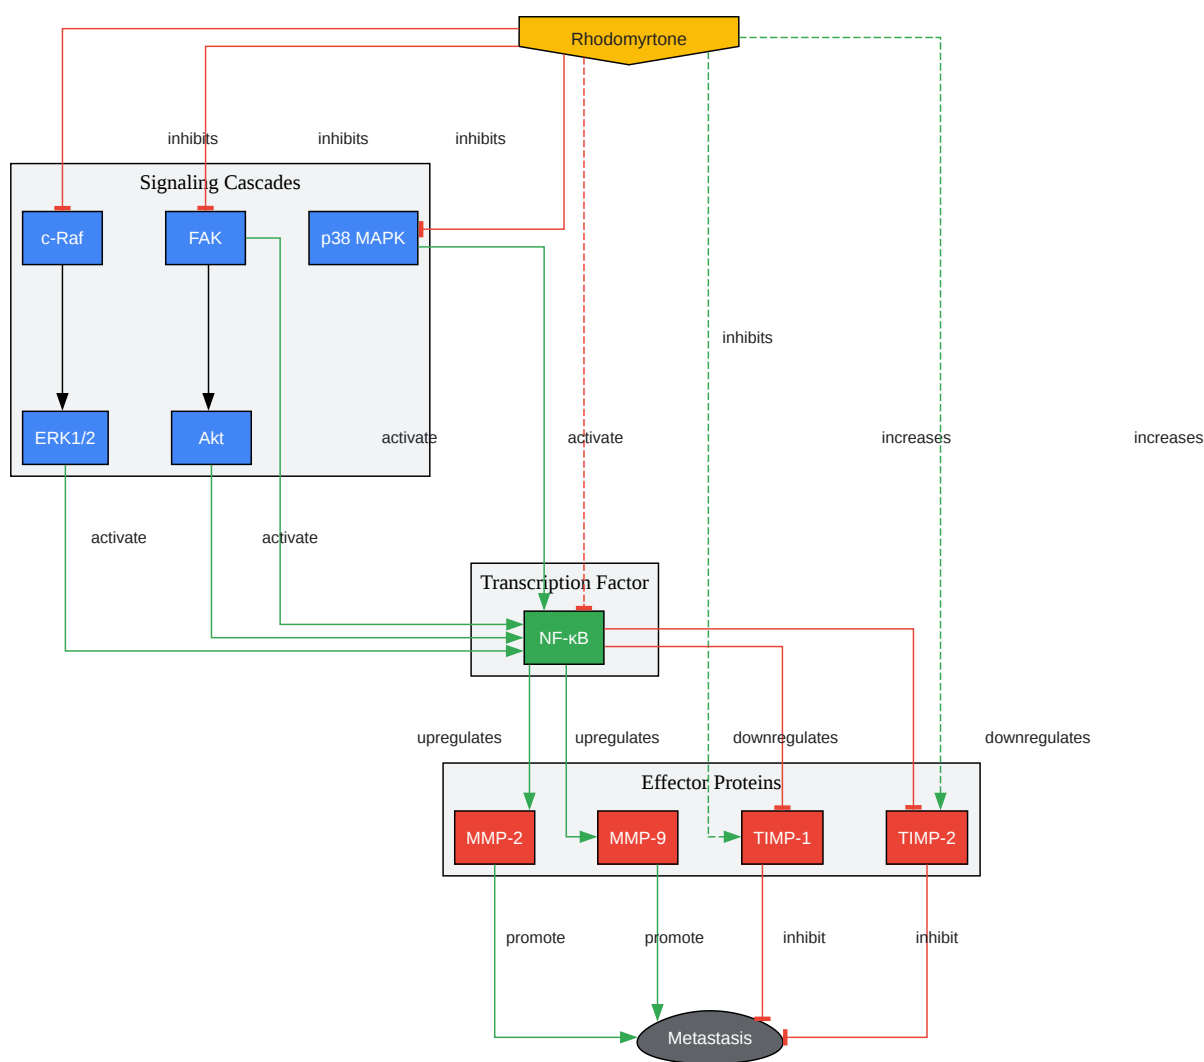 Rhodomyrtone
inhibits
inhibits
inhibits
Signaling Cascades
c-Raf
FAK
p38 MAPK
inhibits
ERK1/2
Akt
activate
activate
increases
increases
activate
activate
Transcription Factor
NF-κB
upregulates
upregulates
downregulates
downregulates
Effector Proteins
MMP-2
MMP-9
TIMP-1
TIMP-2
promote
promote
inhibit
inhibit
Metastasis